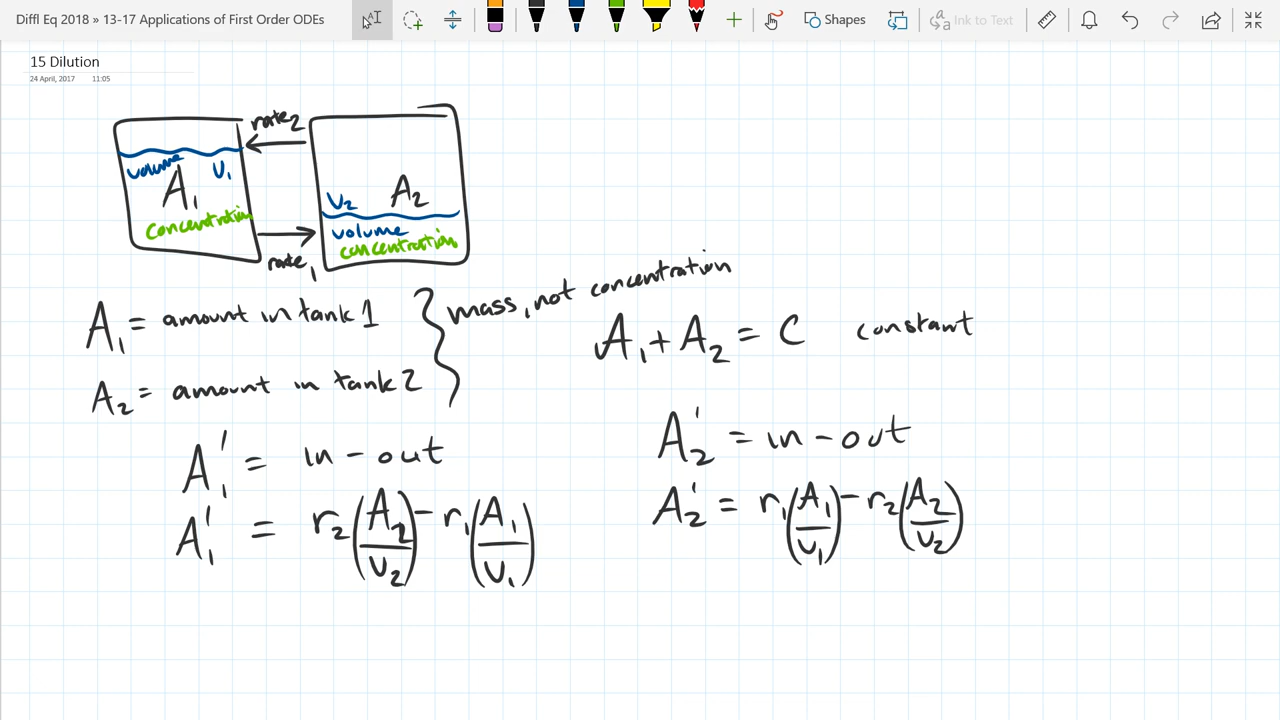 Diffl Eq 2018 » 13-17 Applications of First Order ODEs
Shapes
Ink to Text
15 Dilution
24 April, 2017 11:05
rate2
volume V₁
A₁
concentration
V₂ A₂
volume
concentration
rate₁
A₁ = amount in tank 1
A₂ = amount in tank 2
mass, not concentration
A₁ + A₂ = C constant
A₁' = in - out
A₁' = r₂(A₂/V₂) - r₁(A₁/V₁)
A₂' = in - out
A₂' = r₁(A₁/V₁) - r₂(A₂/V₂)